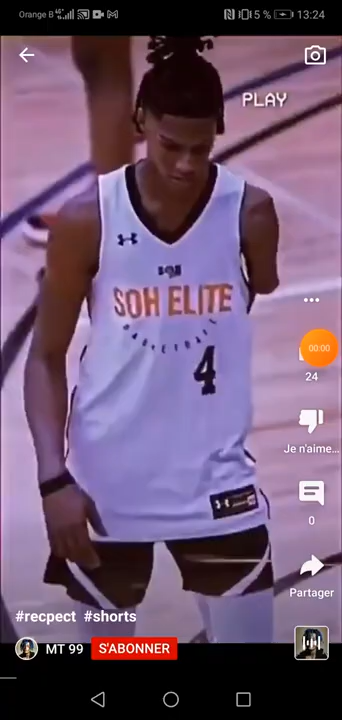 Orange B 4G
5 % 13:24
PLAY
SOH ELITE
BASKETBALL
4
00:00
24
Je n'aime...
0
Partager
#recpect #shorts
MT 99 S'ABONNER